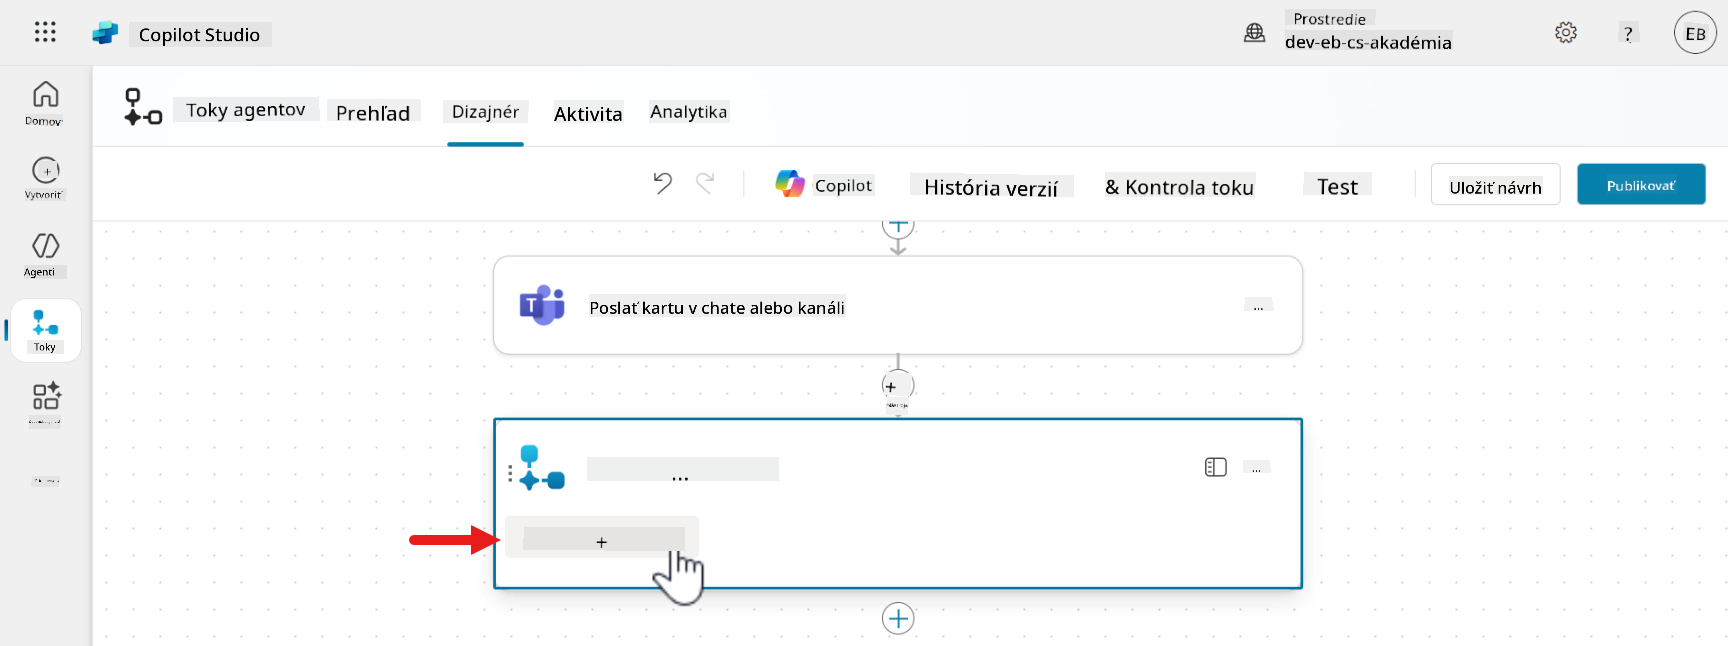 Copilot Studio
Prostredie
dev-eb-cs-akadémia
?
EB
Domov
Toky agentov
Prehľad
Dizajnér
Aktivita
Analytika
Vytvoriť
Copilot
História verzií
& Kontrola toku
Test
Uložiť návrh
Publikovať
Agenti
Toky
Poslať kartu v chate alebo kanáli
...
+
...
...
+